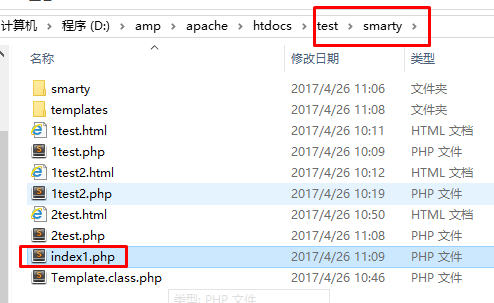 计算机 › 程序 (D:) › amp › apache › htdocs › test › smarty ›
名称 修改日期 类型
smarty 2017/4/26 11:06 文件夹
templates 2017/4/26 11:08 文件夹
1test.html 2017/4/26 10:11 HTML 文档
1test.php 2017/4/26 10:09 PHP 文件
1test2.html 2017/4/26 10:12 HTML 文档
1test2.php 2017/4/26 10:19 PHP 文件
2test.html 2017/4/26 10:50 HTML 文档
2test.php 2017/4/26 11:08 PHP 文件
index1.php 2017/4/26 11:09 PHP 文件
Template.class.php 2017/4/26 10:46 PHP 文件
类型: PHP 文件